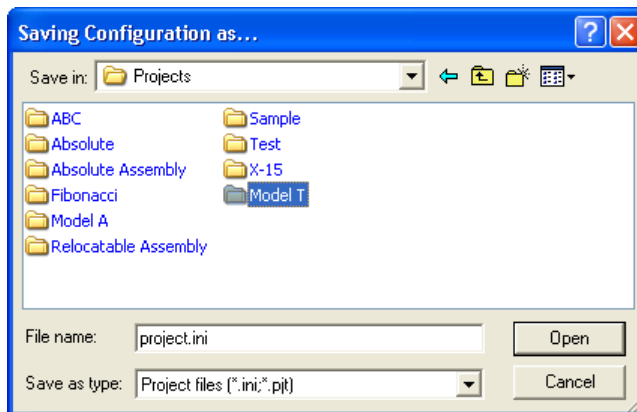 Saving Configuration as...
Save in: Projects
ABC
Absolute
Absolute Assembly
Fibonacci
Model A
Relocatable Assembly
Sample
Test
X-15
Model T
File name: project.ini
Open
Save as type: Project files (*.ini;*.pjt)
Cancel